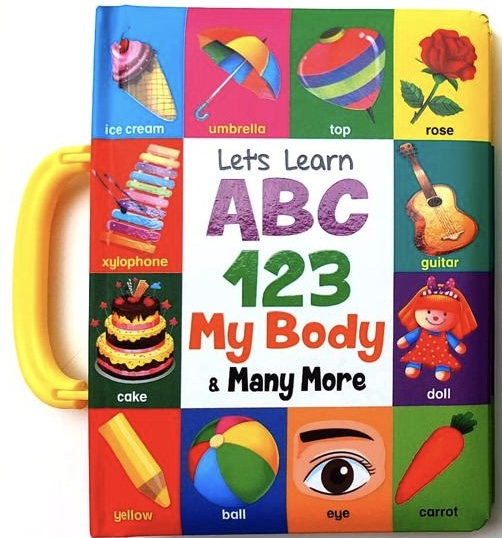 ice cream
umbrella
top
rose
Let's Learn
ABC
123
My Body
& Many More
xylophone
guitar
cake
doll
yellow
ball
eye
carrot